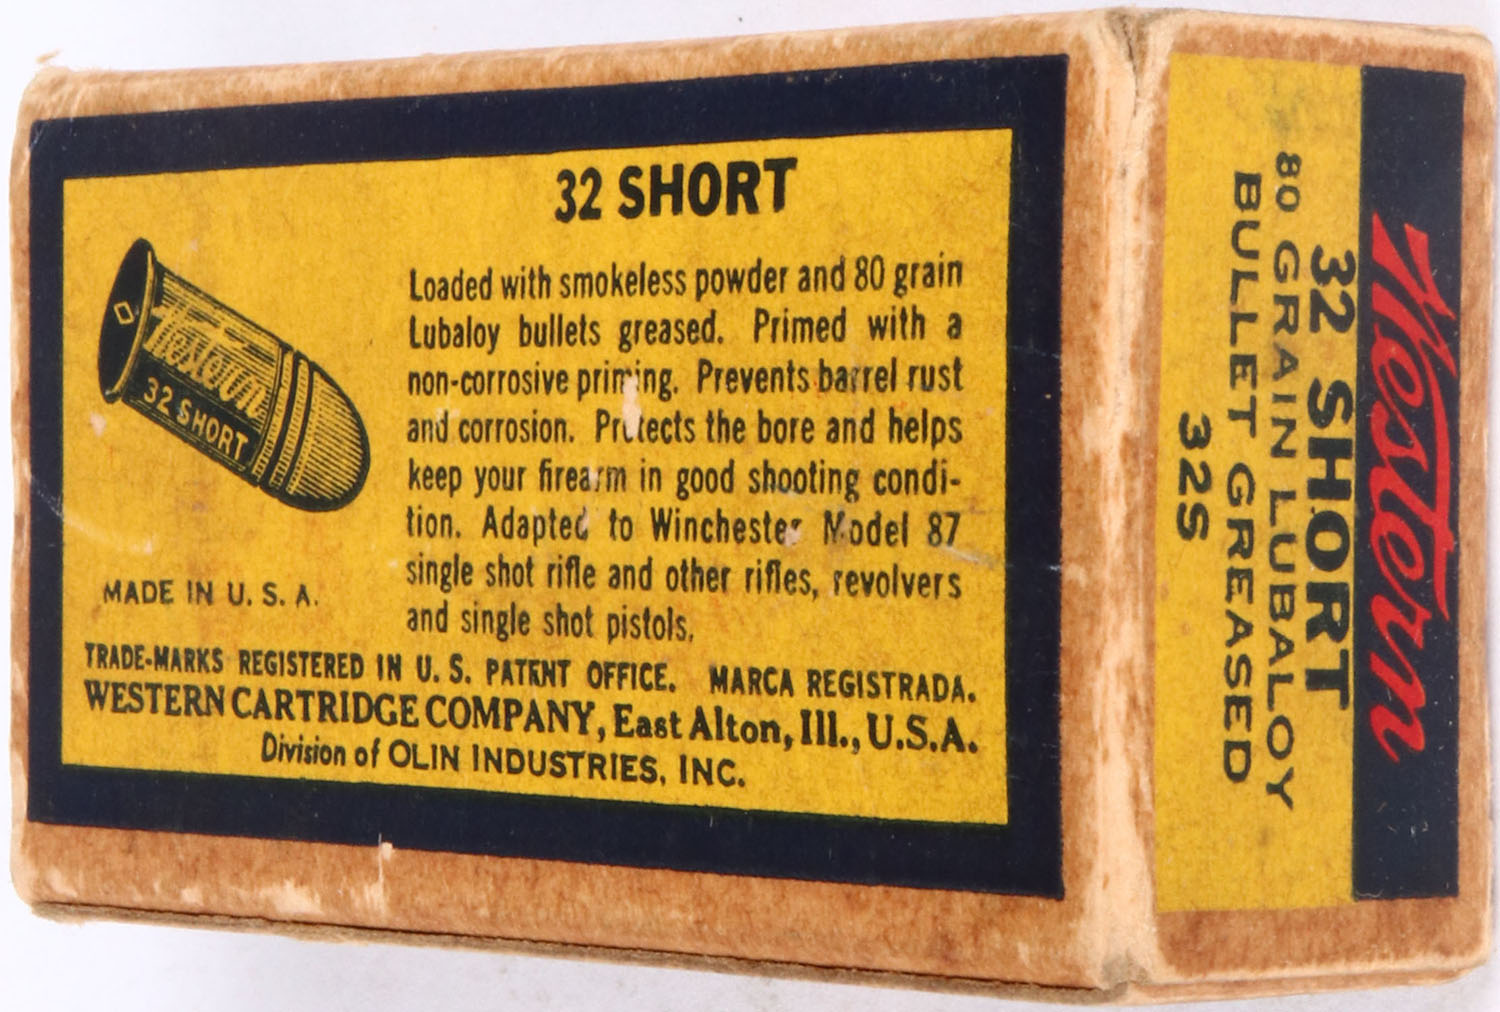 32 SHORT
Loaded with smokeless powder and 80 grain
Lubaloy bullets greased. Primed with a
non-corrosive priming. Prevents barrel rust
and corrosion. Protects the bore and helps
keep your firearm in good shooting condi-
tion. Adapted to Winchester Model 87
single shot rifle and other rifles, revolvers
and single shot pistols.
Western
32 SHORT
MADE IN U. S. A.
TRADE-MARKS REGISTERED IN U. S. PATENT OFFICE. MARCA REGISTRADA.
WESTERN CARTRIDGE COMPANY, East Alton, Ill., U.S.A.
Division of OLIN INDUSTRIES, INC.
Western
32 SHORT
80 GRAIN LUBALOY
BULLET GREASED
32S